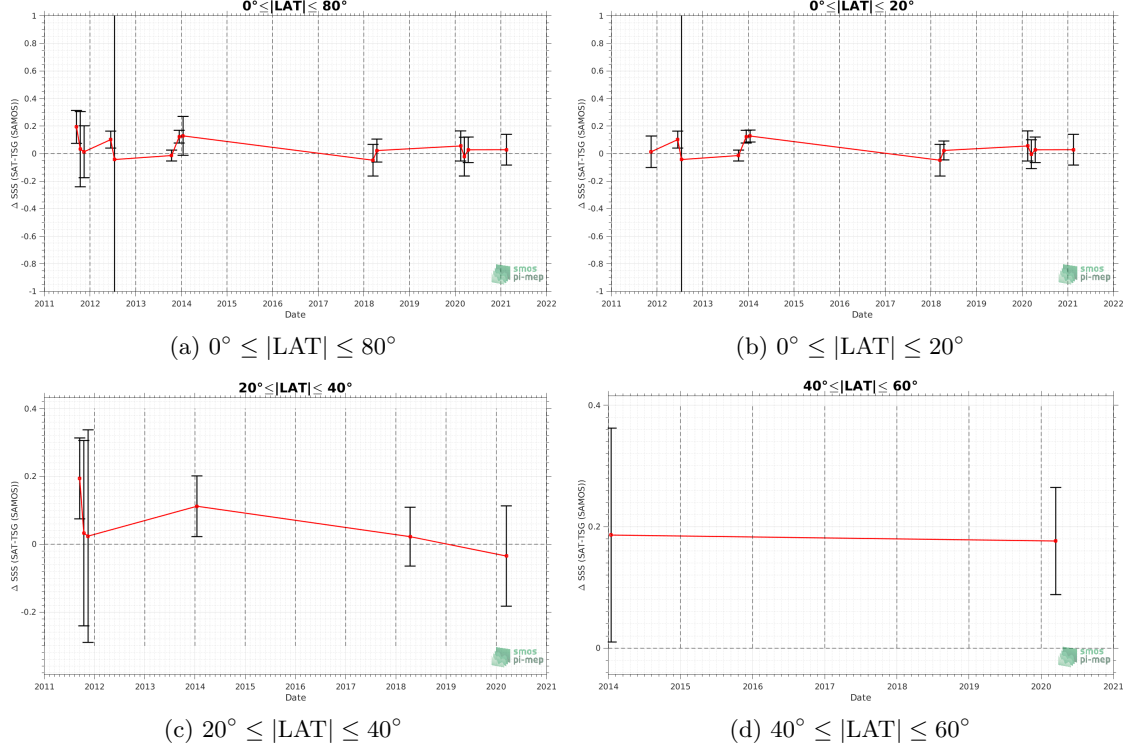 0°≤|LAT|≤ 80°
1
0.8
0.6
0.4
0.2
0
-0.2
-0.4
-0.6
-0.8
-1
Δ SSS (SAT-TSG (SAMOS))
2011 2012 2013 2014 2015 2016 2017 2018 2019 2020 2021 2022
Date
smos
pi-mep
(a) 0° ≤ |LAT| ≤ 80°
0°≤|LAT|≤ 20°
1
0.8
0.6
0.4
0.2
0
-0.2
-0.4
-0.6
-0.8
-1
Δ SSS (SAT-TSG (SAMOS))
2011 2012 2013 2014 2015 2016 2017 2018 2019 2020 2021 2022
Date
smos
pi-mep
(b) 0° ≤ |LAT| ≤ 20°
20°≤|LAT|≤ 40°
0.4
0.2
0
-0.2
Δ SSS (SAT-TSG (SAMOS))
2011 2012 2013 2014 2015 2016 2017 2018 2019 2020 2021
Date
smos
pi-mep
(c) 20° ≤ |LAT| ≤ 40°
40°≤|LAT|≤ 60°
0.4
0.2
0
Δ SSS (SAT-TSG (SAMOS))
2014 2015 2016 2017 2018 2019 2020 2021
Date
smos
pi-mep
(d) 40° ≤ |LAT| ≤ 60°